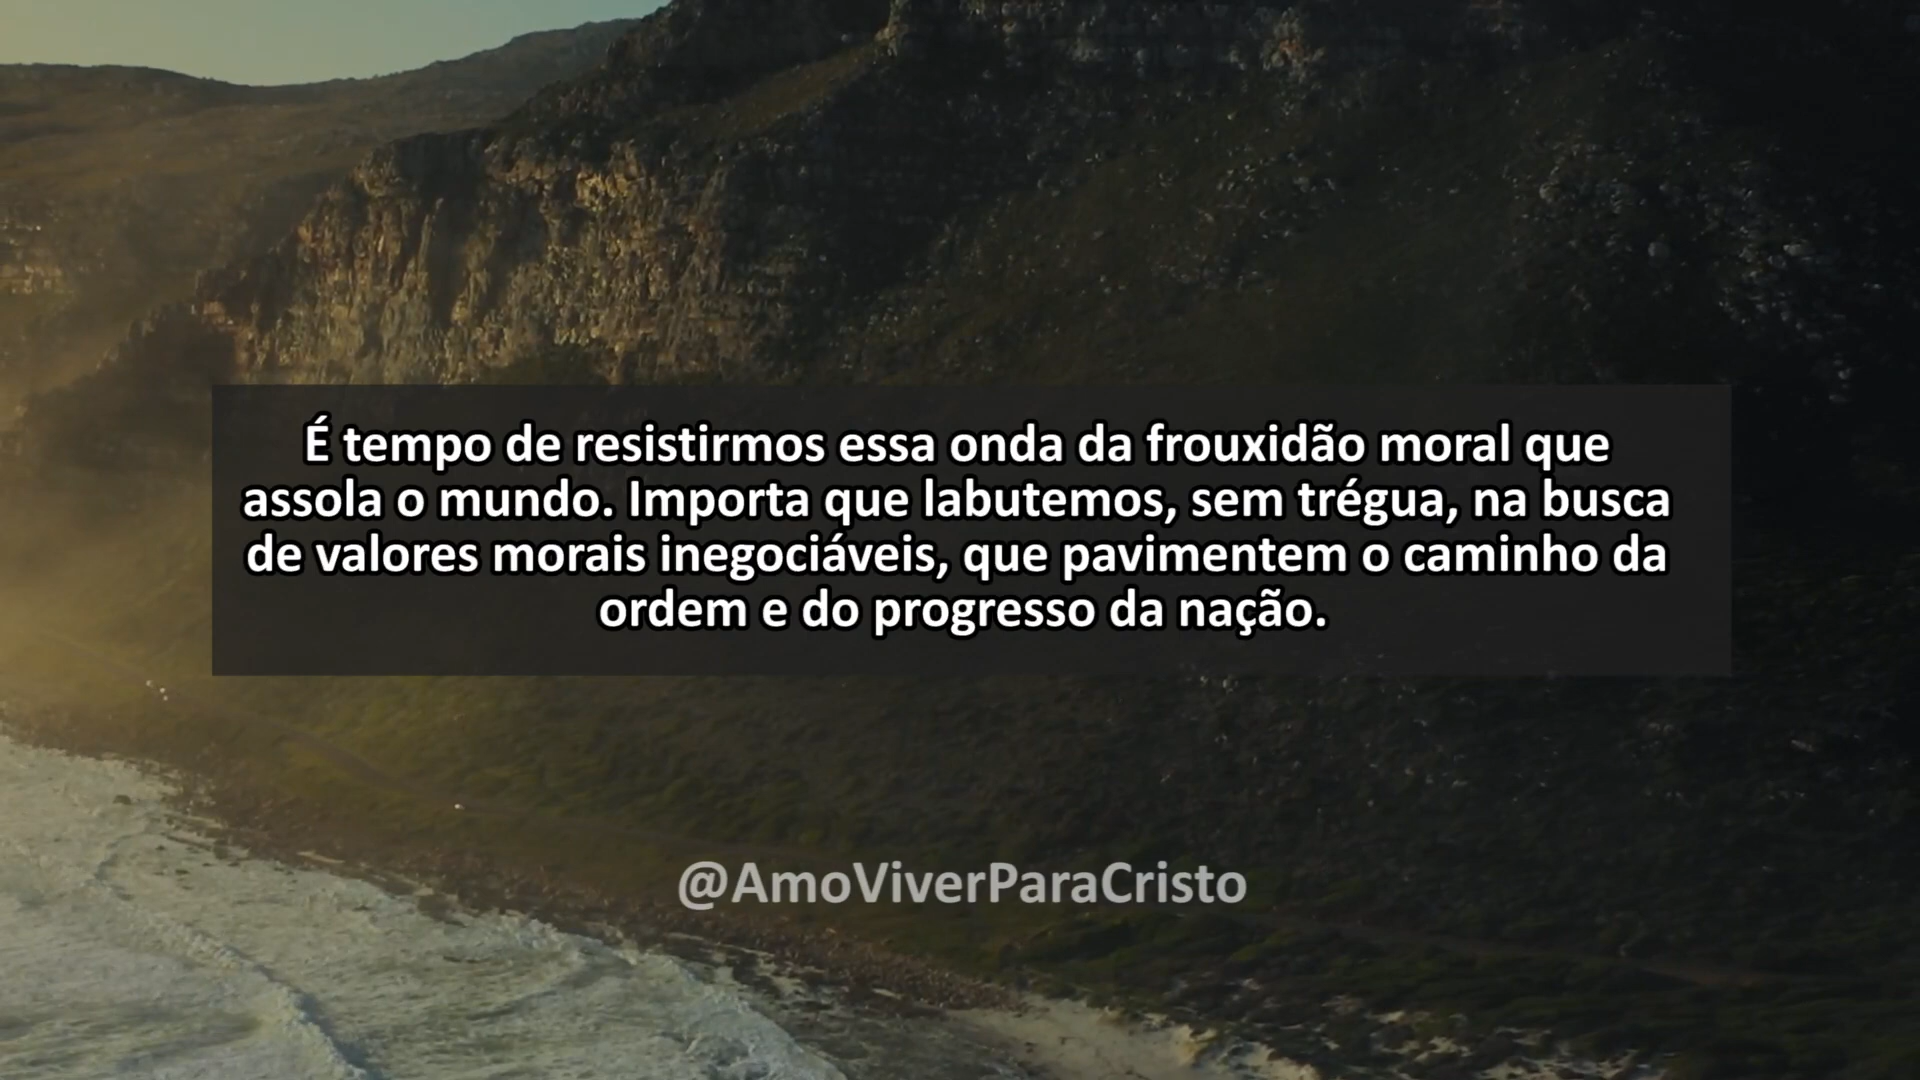 É tempo de resistirmos essa onda da frouxidão moral que
assola o mundo. Importa que labutemos, sem trégua, na busca
de valores morais inegociáveis, que pavimentem o caminho da
ordem e do progresso da nação.
@AmoViverParaCristo